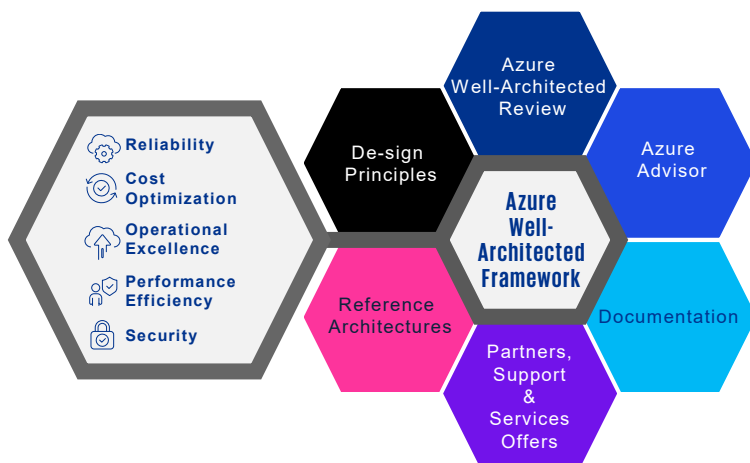 Reliability
Cost
Optimization
Operational
Excellence
Performance
Efficiency
Security
De-sign
Principles
Azure
Well-Architected
Review
Azure
Advisor
Azure
Well-
Architected
Framework
Reference
Architectures
Documentation
Partners,
Support
&
Services
Offers